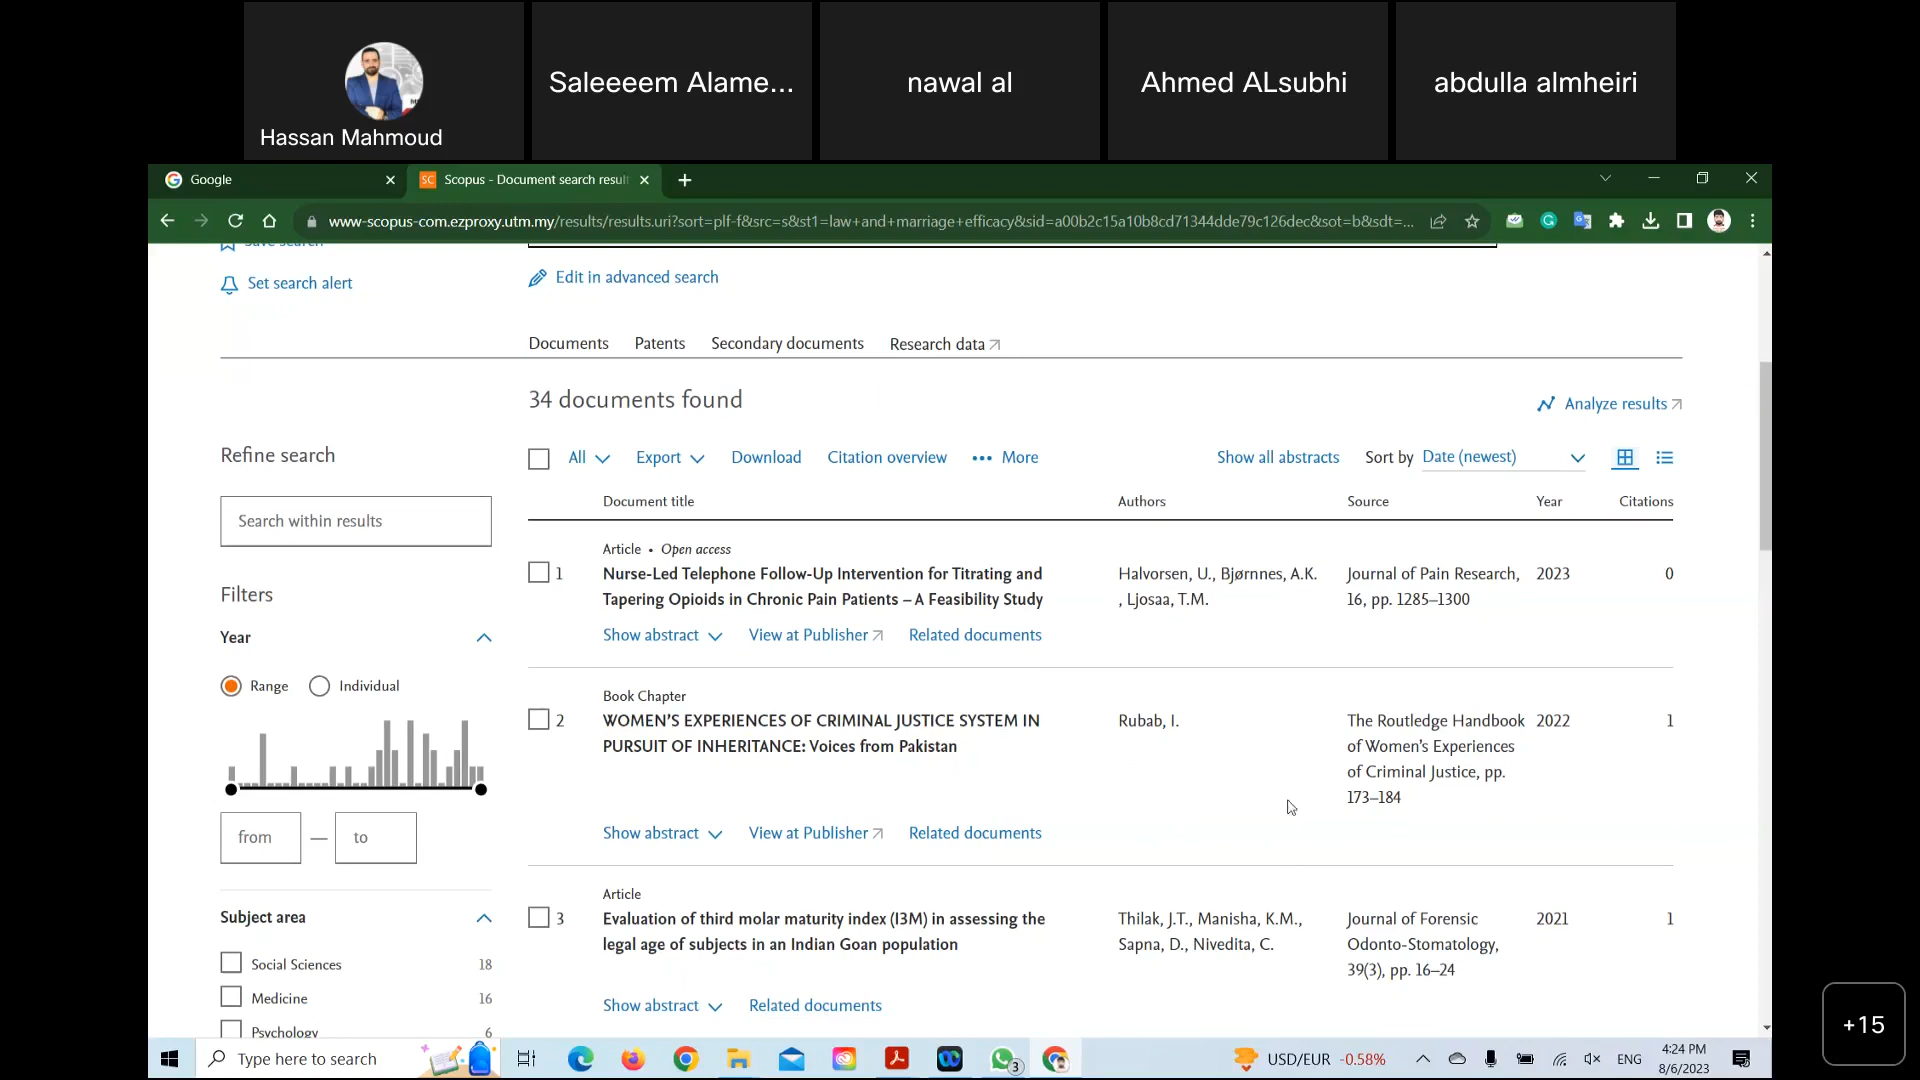 Hassan Mahmoud
Saleeeem Alame...
nawal al
Ahmed ALsubhi
abdulla almheiri
Google
Scopus - Document search result
www-scopus-com.ezproxy.utm.my/results/results.uri?sort=plf-f&src=s&st1=law+and+marriage+efficacy&sid=a00b2c15a10b8cd71344dde79c126dec&sot=b&sdt=...
Save search
Set search alert
Edit in advanced search
Documents Patents Secondary documents Research data
34 documents found
Analyze results
Refine search
Search within results
Filters
Year
Range Individual
from — to
Subject area
Social Sciences 18
Medicine 16
Psychology 6
All Export Download Citation overview ••• More Show all abstracts Sort by Date (newest)
Document title Authors Source Year Citations
Article • Open access
1 Nurse-Led Telephone Follow-Up Intervention for Titrating and Halvorsen, U., Bjørnnes, A.K. Journal of Pain Research, 2023 0
Tapering Opioids in Chronic Pain Patients – A Feasibility Study , Ljosaa, T.M. 16, pp. 1285–1300
Show abstract View at Publisher Related documents
Book Chapter
2 WOMEN'S EXPERIENCES OF CRIMINAL JUSTICE SYSTEM IN Rubab, I. The Routledge Handbook 2022 1
PURSUIT OF INHERITANCE: Voices from Pakistan of Women's Experiences
of Criminal Justice, pp.
173–184
Show abstract View at Publisher Related documents
Article
3 Evaluation of third molar maturity index (I3M) in assessing the Thilak, J.T., Manisha, K.M., Journal of Forensic 2021 1
legal age of subjects in an Indian Goan population Sapna, D., Nivedita, C. Odonto-Stomatology,
39(3), pp. 16–24
Show abstract Related documents
+15
Type here to search
3
USD/EUR -0.58%
ENG
4:24 PM
8/6/2023